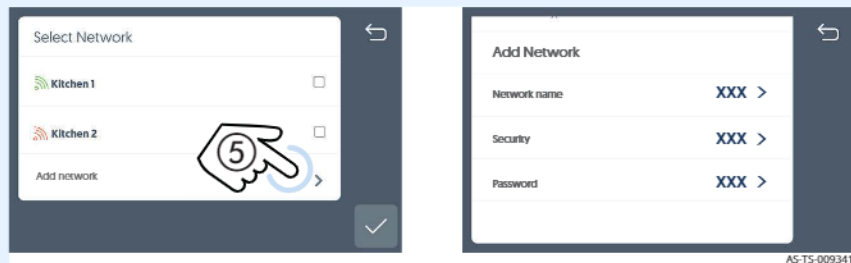 Select Network
Kitchen 1
Kitchen 2
5
Add network
Add Network
Network name XXX >
Security XXX >
Password XXX >
AS-TS-009341